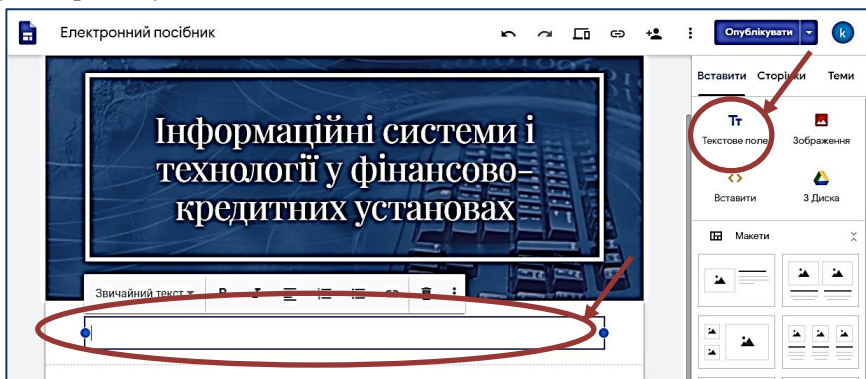 Електронний посібник
Опублікувати
k
Вставити Сторінки Теми
Інформаційні системи і
технології у фінансово-
кредитних установах
Tт
Текстове поле Зображення
Вставити З Диска
Макети
Звичайний текст